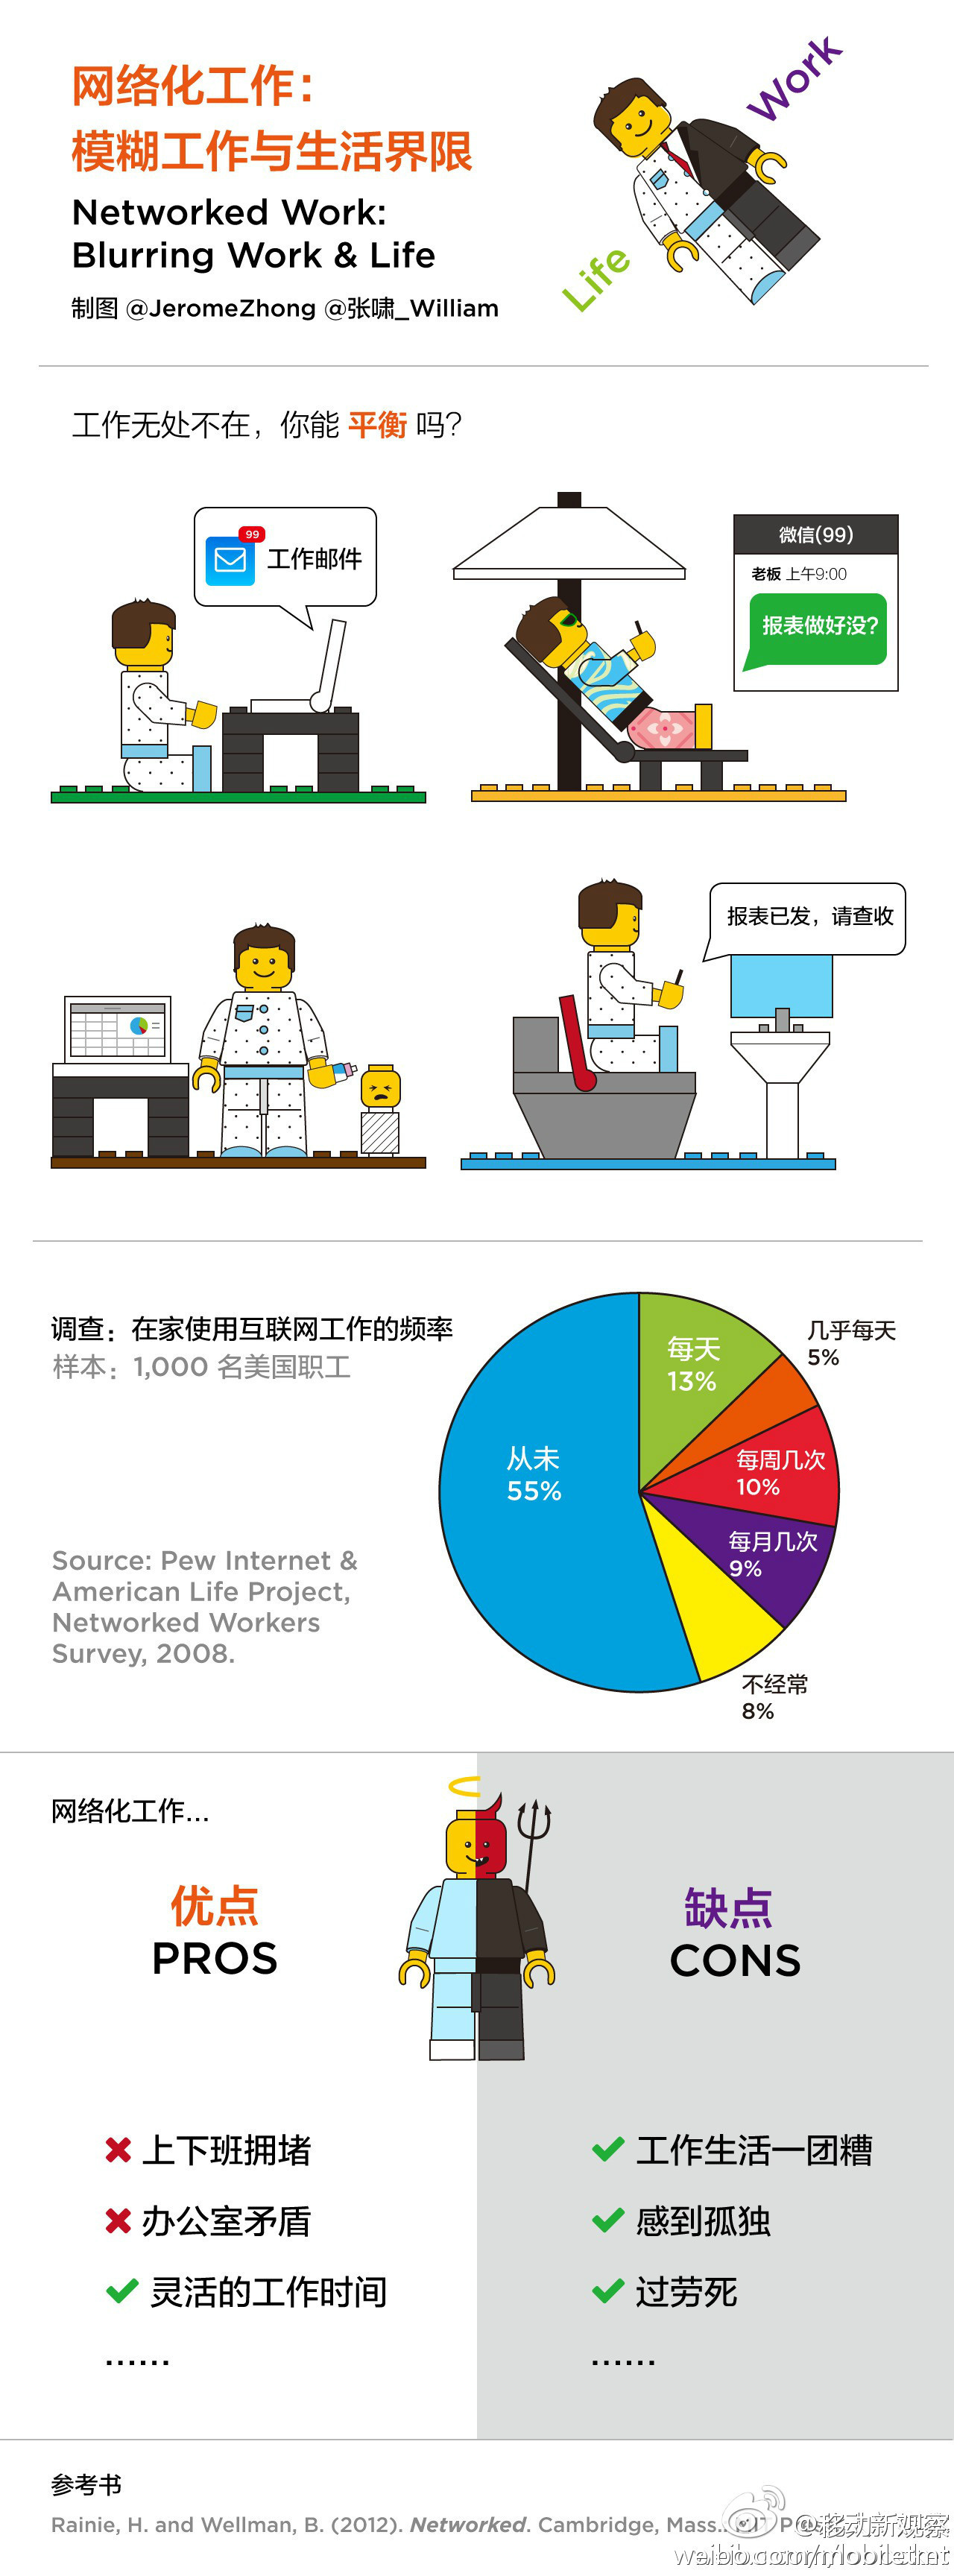 网络化工作：
模糊工作与生活界限
Networked Work:
Blurring Work & Life
制图 @JeromeZhong @张啸_William
Work
Life
工作无处不在，你能 平衡 吗？
99
工作邮件
微信(99)
老板 上午9:00
报表做好没？
报表已发，请查收
调查：在家使用互联网工作的频率
样本：1,000 名美国职工
每天
13%
几乎每天
5%
每周几次
10%
每月几次
9%
不经常
8%
从未
55%
Source: Pew Internet &
American Life Project,
Networked Workers
Survey, 2008.
网络化工作...
优点
PROS
缺点
CONS
上下班拥堵
办公室矛盾
灵活的工作时间
......
工作生活一团糟
感到孤独
过劳死
......
参考书
Rainie, H. and Wellman, B. (2012). Networked. Cambridge, Mass.:
@移动新观察
weibo.com/mobilethet